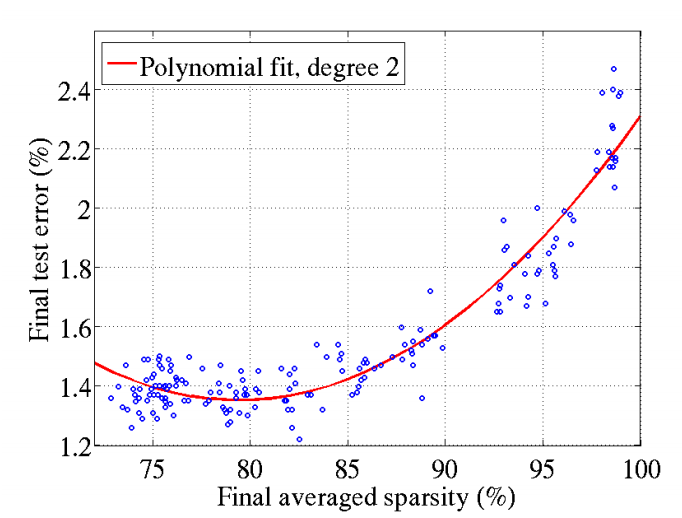 Polynomial fit, degree 2
Final test error (%)
2.4
2.2
2
1.8
1.6
1.4
1.2
75 80 85 90 95 100
Final averaged sparsity (%)